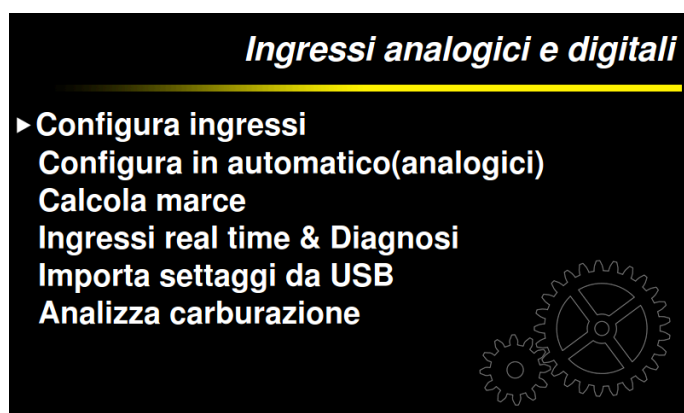 Ingressi analogici e digitali
Configura ingressi
Configura in automatico(analogici)
Calcola marce
Ingressi real time & Diagnosi
Importa settaggi da USB
Analizza carburazione